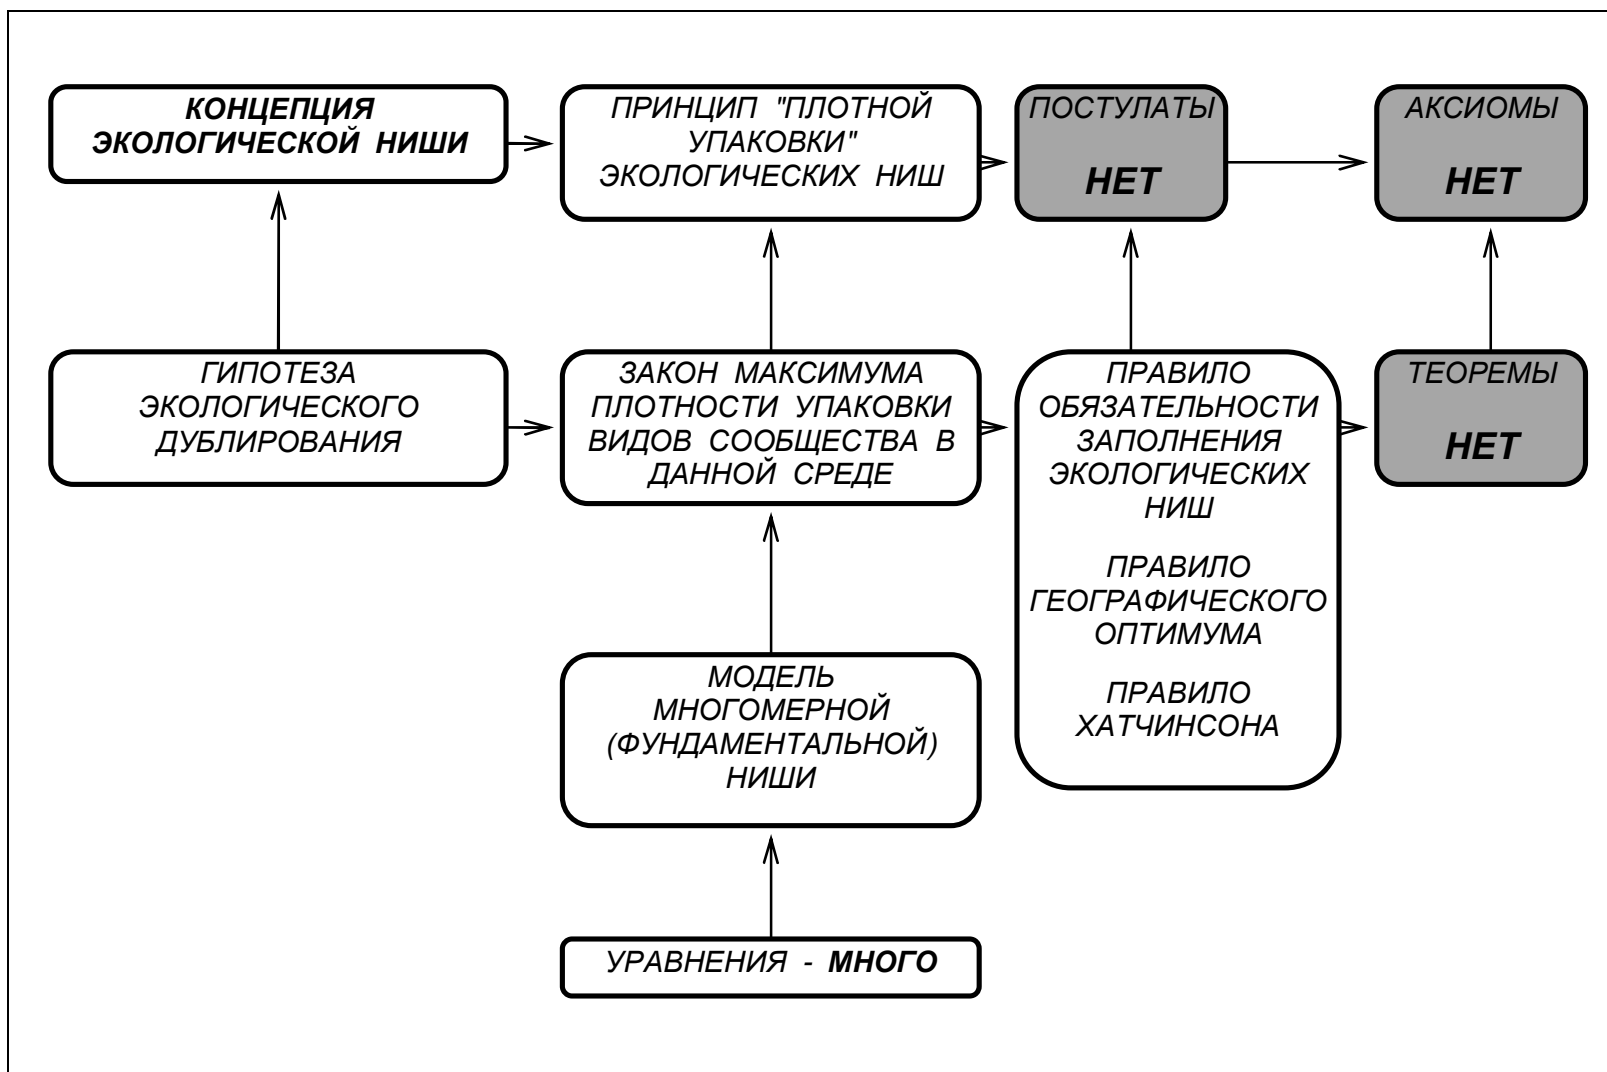 КОНЦЕПЦИЯ
ЭКОЛОГИЧЕСКОЙ НИШИ
ПРИНЦИП "ПЛОТНОЙ
УПАКОВКИ"
ЭКОЛОГИЧЕСКИХ НИШ
ПОСТУЛАТЫ
НЕТ
АКСИОМЫ
НЕТ
ГИПОТЕЗА
ЭКОЛОГИЧЕСКОГО
ДУБЛИРОВАНИЯ
ЗАКОН МАКСИМУМА
ПЛОТНОСТИ УПАКОВКИ
ВИДОВ СООБЩЕСТВА В
ДАННОЙ СРЕДЕ
ПРАВИЛО
ОБЯЗАТЕЛЬНОСТИ
ЗАПОЛНЕНИЯ
ЭКОЛОГИЧЕСКИХ
НИШ
ПРАВИЛО
ГЕОГРАФИЧЕСКОГО
ОПТИМУМА
ПРАВИЛО
ХАТЧИНСОНА
ТЕОРЕМЫ
НЕТ
МОДЕЛЬ
МНОГОМЕРНОЙ
(ФУНДАМЕНТАЛЬНОЙ)
НИШИ
УРАВНЕНИЯ - МНОГО